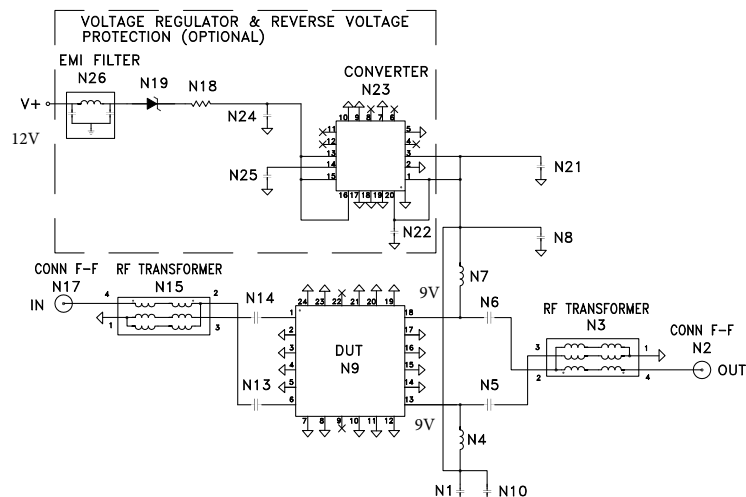 VOLTAGE REGULATOR & REVERSE VOLTAGE
PROTECTION (OPTIONAL)
EMI FILTER
N26
N19
N18
CONVERTER
N23
V+
12V
N24
N25
10 9 8 7 6
11
12
13
14
15
5
4
3
2
1
16 17 18 19 20
N22
N21
N8
CONN F-F
N17
IN
RF TRANSFORMER
N15
4
2
1
3
N14
N13
24 23 22 21 20 19
1
2
3
4
5
6
DUT
N9
18
17
16
15
14
13
7 8 9 10 11 12
9V
9V
N7
N6
N5
N4
RF TRANSFORMER
N3
3
1
2
4
CONN F-F
N2
OUT
N1
N10